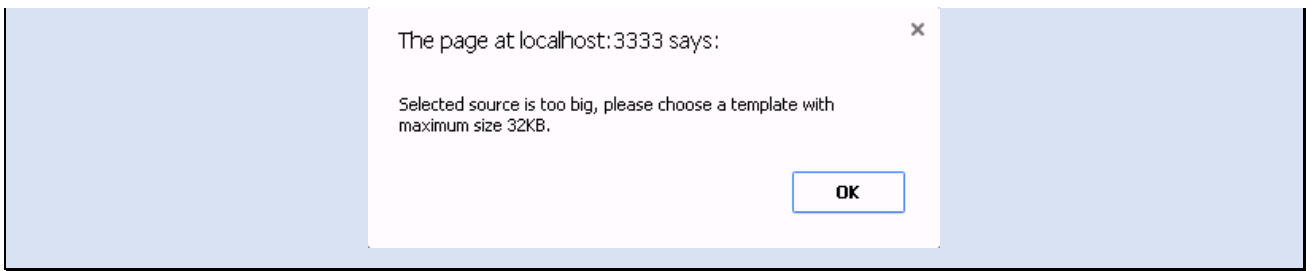 The page at localhost:3333 says:
Selected source is too big, please choose a template with
maximum size 32KB.
OK